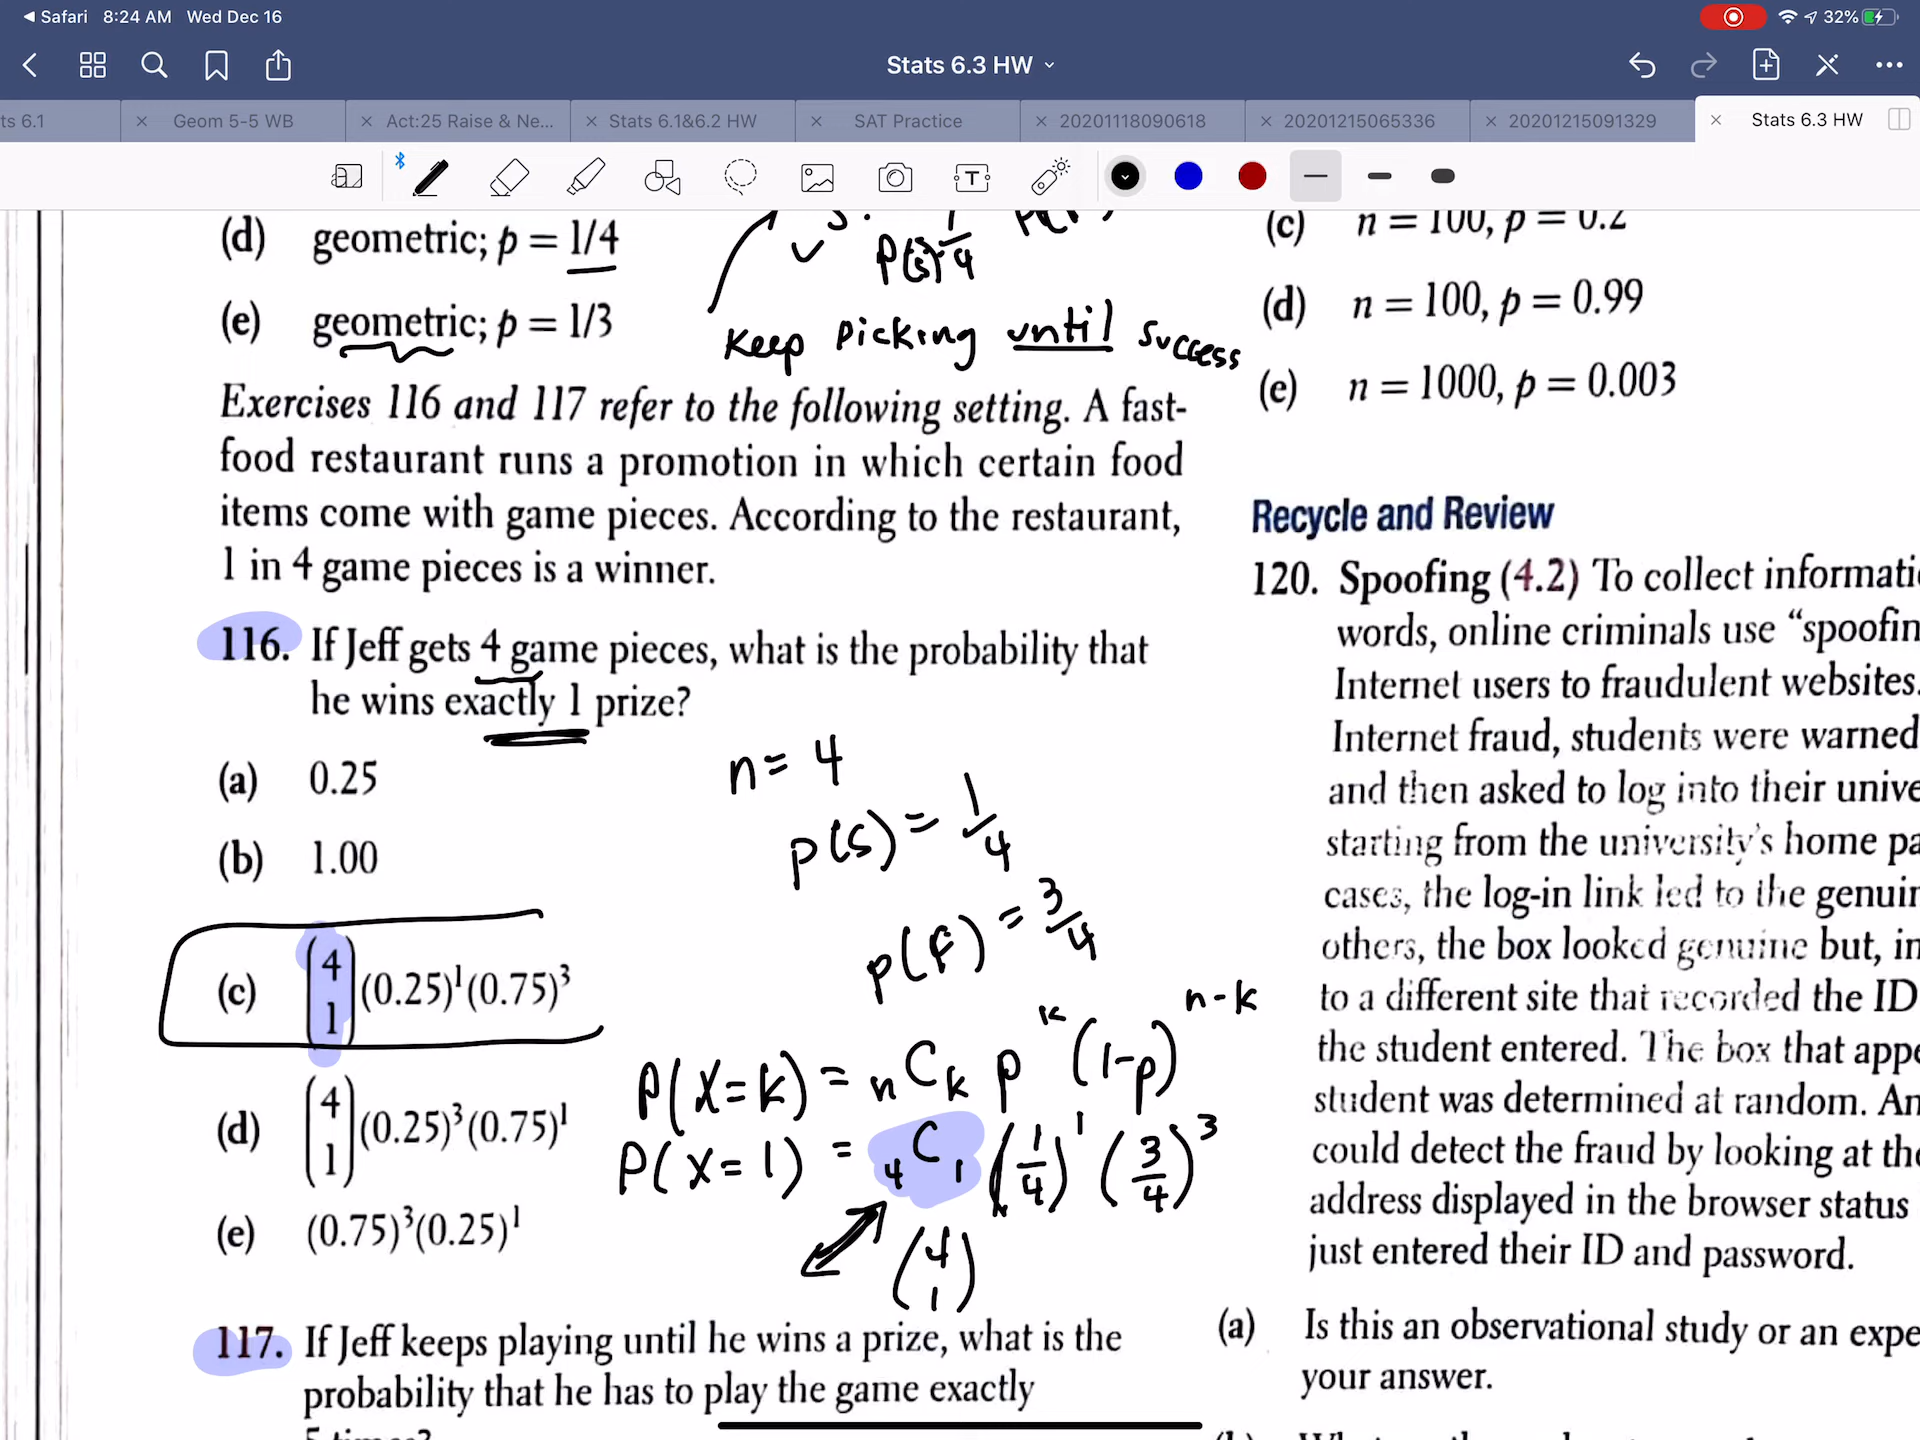 Safari 8:24 AM Wed Dec 16
32%
Stats 6.3 HW
ts 6.1
Geom 5-5 WB
Act:25 Raise & Ne...
Stats 6.1&6.2 HW
SAT Practice
20201118090618
20201215065336
20201215091329
Stats 6.3 HW
(d) geometric; p = 1/4
P(S) 1/4
(e) geometric; p = 1/3
Keep Picking until success
Exercises 116 and 117 refer to the following setting. A fast-
food restaurant runs a promotion in which certain food
items come with game pieces. According to the restaurant,
1 in 4 game pieces is a winner.
116. If Jeff gets 4 game pieces, what is the probability that
he wins exactly 1 prize?
(a) 0.25
(b) 1.00
(c) (4 1)(0.25)¹(0.75)³
(d) (4 1)(0.25)³(0.75)¹
(e) (0.75)³(0.25)¹
n = 4
P(S) = 1/4
P(F) = 3/4
P(X=k) = nCk p^k (1-p)^n-k
P(X=1) = 4C1 (1/4)^1 (3/4)^3
(4 1)
117. If Jeff keeps playing until he wins a prize, what is the
probability that he has to play the game exactly
(c) n = 100, p = 0.2
(d) n = 100, p = 0.99
(e) n = 1000, p = 0.003
Recycle and Review
120. Spoofing (4.2) To collect informati
words, online criminals use “spoofin
Internet users to fraudulent websites.
Internet fraud, students were warned
and then asked to log into their unive
starting from the university's home pa
cases, the log-in link led to the genuin
others, the box looked genuine but, in
to a different site that recorded the ID
the student entered. The box that appe
student was determined at random. An
could detect the fraud by looking at the
address displayed in the browser status
just entered their ID and password.
(a) Is this an observational study or an expe
your answer.